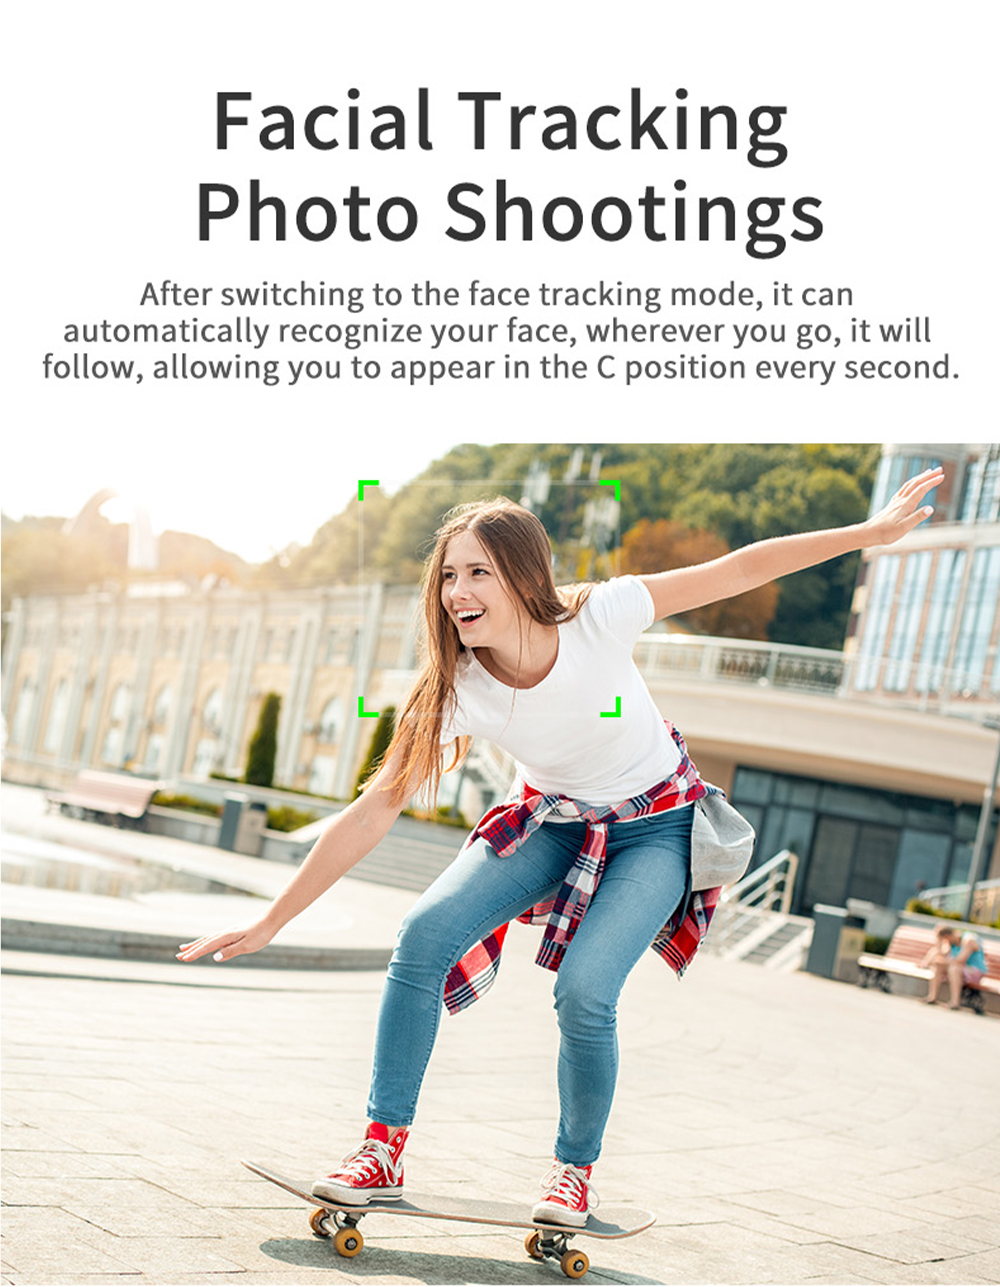 Facial Tracking
Photo Shootings
After switching to the face tracking mode, it can
automatically recognize your face, wherever you go, it will
follow, allowing you to appear in the C position every second.